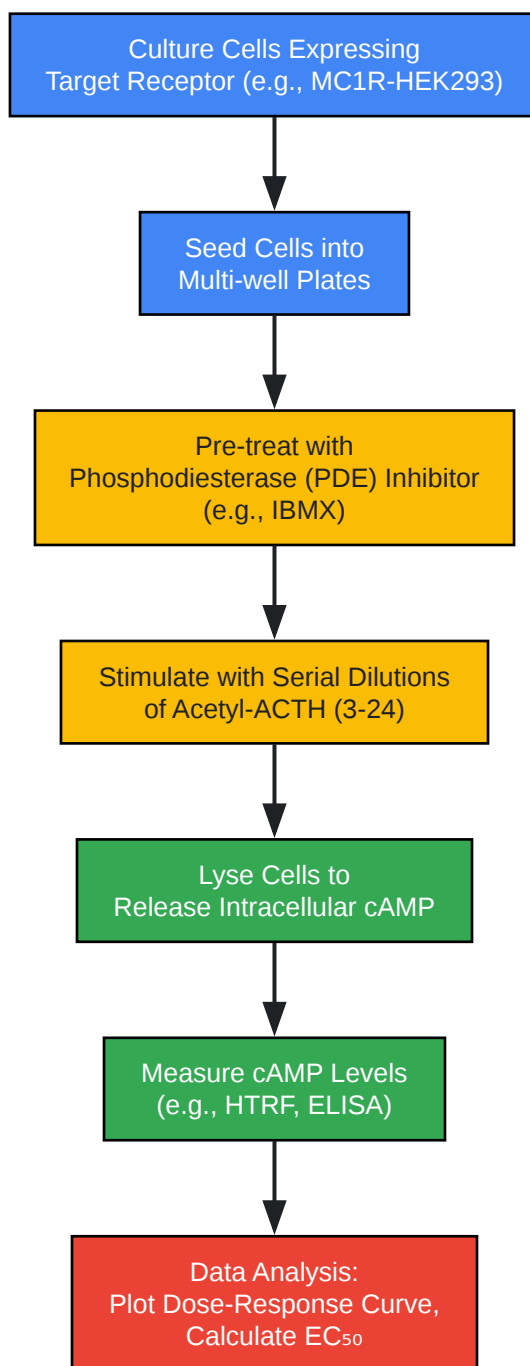 Culture Cells Expressing
Target Receptor (e.g., MC1R-HEK293)
Seed Cells into
Multi-well Plates
Pre-treat with
Phosphodiesterase (PDE) Inhibitor
(e.g., IBMX)
Stimulate with Serial Dilutions
of Acetyl-ACTH (3-24)
Lyse Cells to
Release Intracellular cAMP
Measure cAMP Levels
(e.g., HTRF, ELISA)
Data Analysis:
Plot Dose-Response Curve,
Calculate EC₅₀